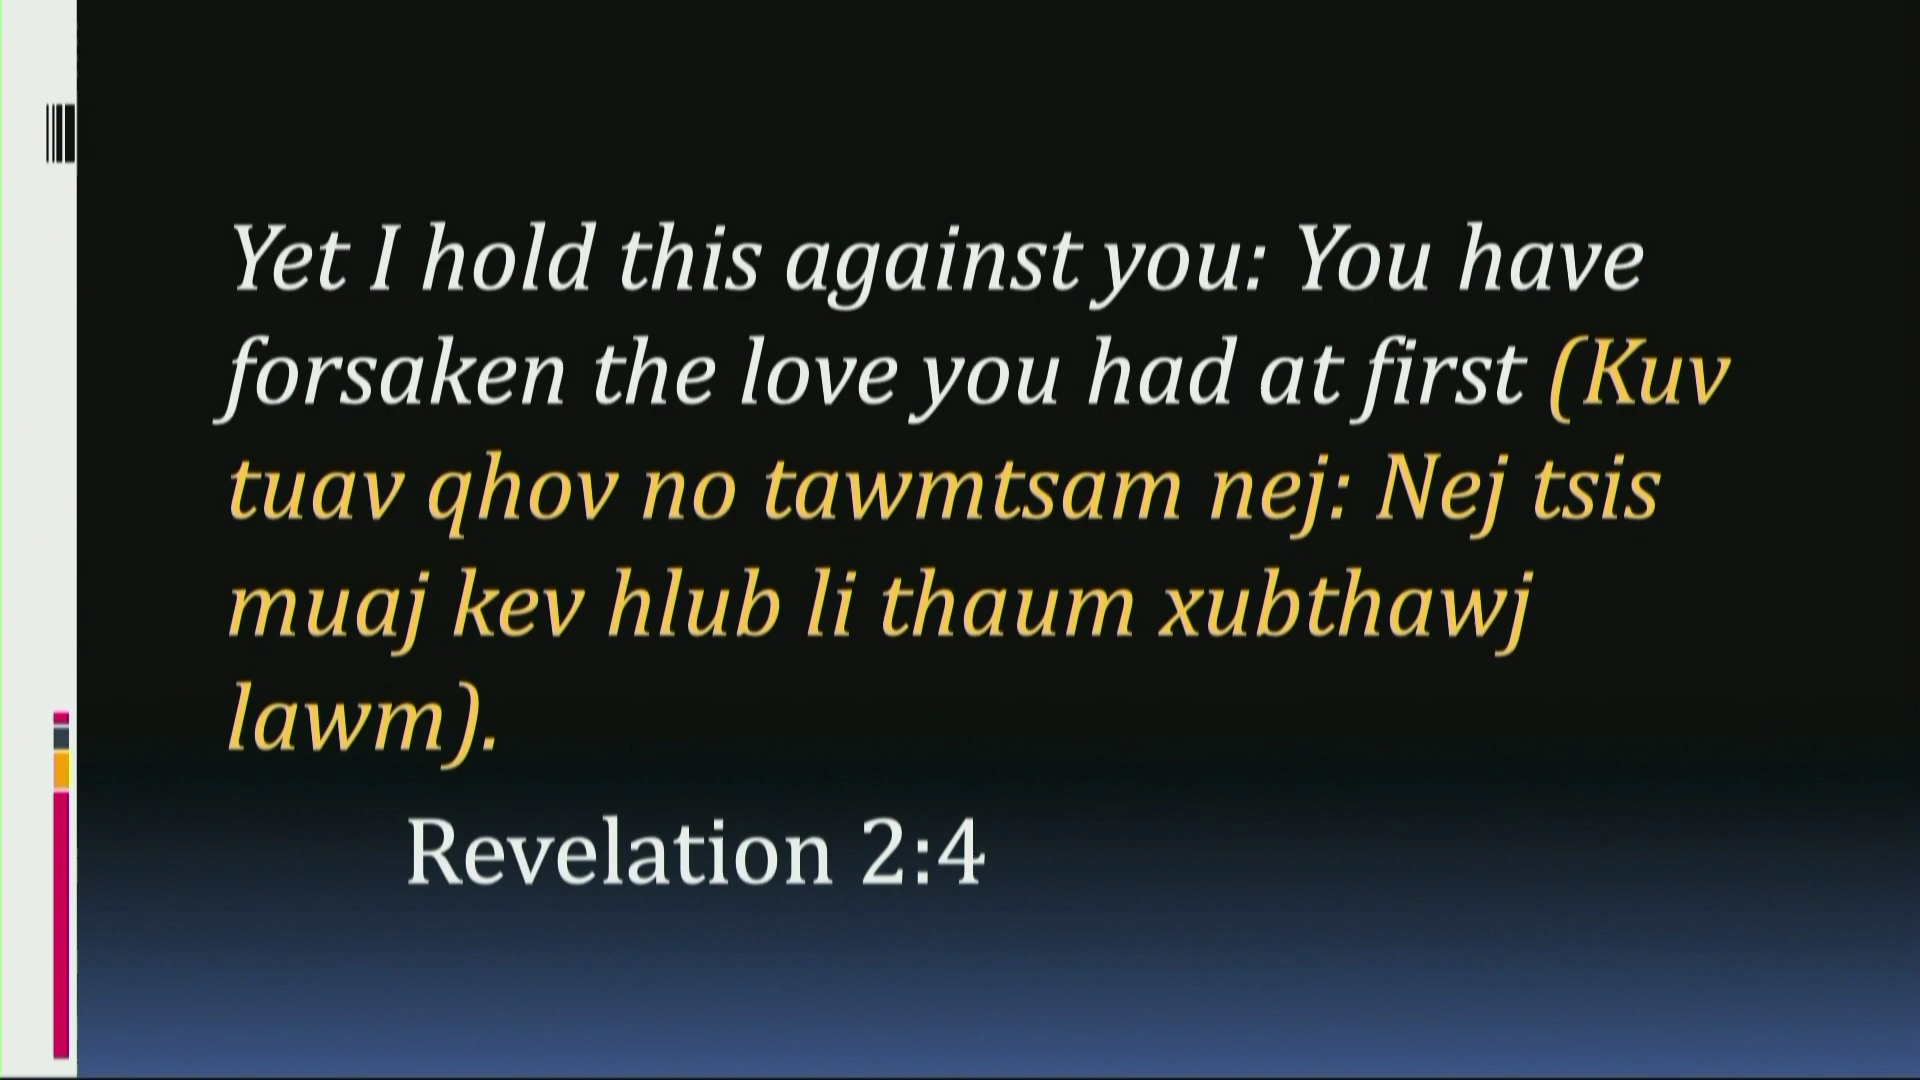 Yet I hold this against you: You have
forsaken the love you had at first (Kuv
tuav qhov no tawmtsam nej: Nej tsis
muaj kev hlub li thaum xubthawj
lawm).
Revelation 2:4